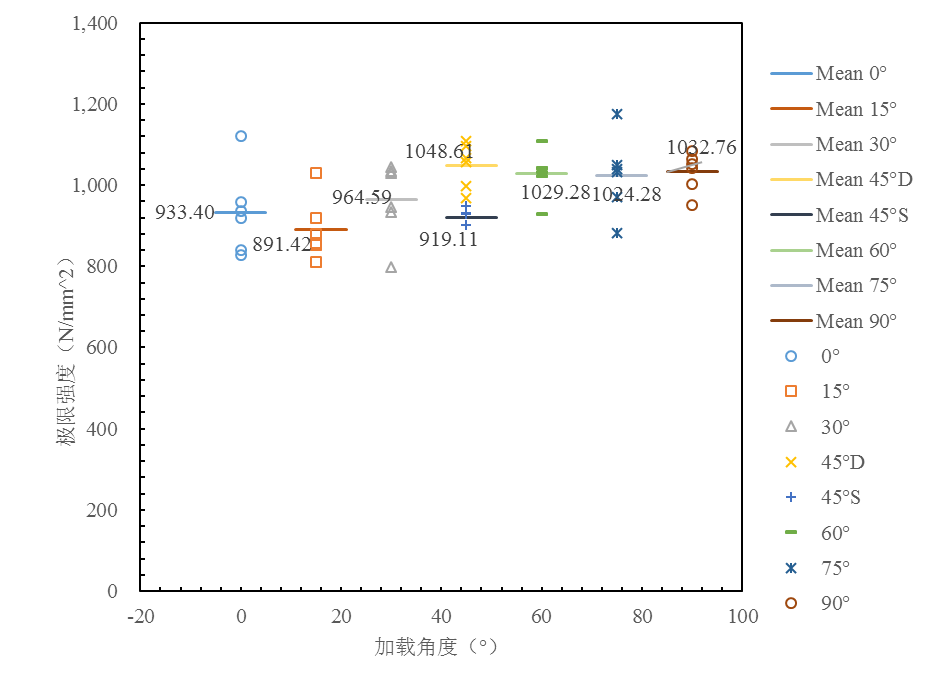 1,400
1,200
1,000
800
600
400
200
0
-20
0
20
40
60
80
100
极限强度（N/mm^2）
加载角度（°）
933.40
891.42
964.59
1048.61
919.11
1029.28
1024.28
1032.76
Mean 0°
Mean 15°
Mean 30°
Mean 45°D
Mean 45°S
Mean 60°
Mean 75°
Mean 90°
0°
15°
30°
45°D
45°S
60°
75°
90°